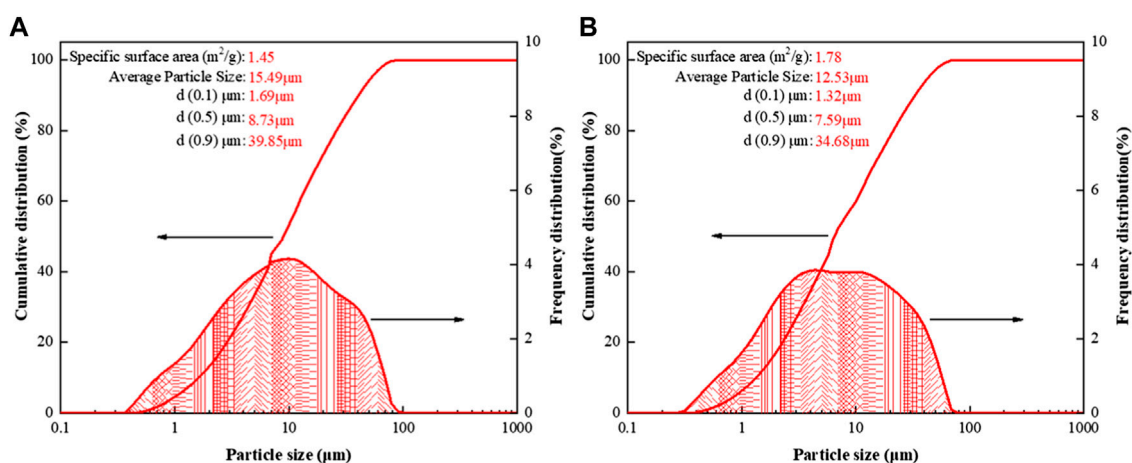 A
Specific surface area (m²/g): 1.45
Average Particle Size: 15.49μm
d (0.1) μm: 1.69μm
d (0.5) μm: 8.73μm
d (0.9) μm: 39.85μm
Cumulative distribution (%)
100
80
60
40
20
0
Frequency distribution(%)
10
8
6
4
2
0
0.1 1 10 100 1000
Particle size (μm)
B
Specific surface area (m²/g): 1.78
Average Particle Size: 12.53μm
d (0.1) μm: 1.32μm
d (0.5) μm: 7.59μm
d (0.9) μm: 34.68μm
Cumulative distribution (%)
100
80
60
40
20
0
Frequency distribution(%)
10
8
6
4
2
0
0.1 1 10 100 1000
Particle size (μm)